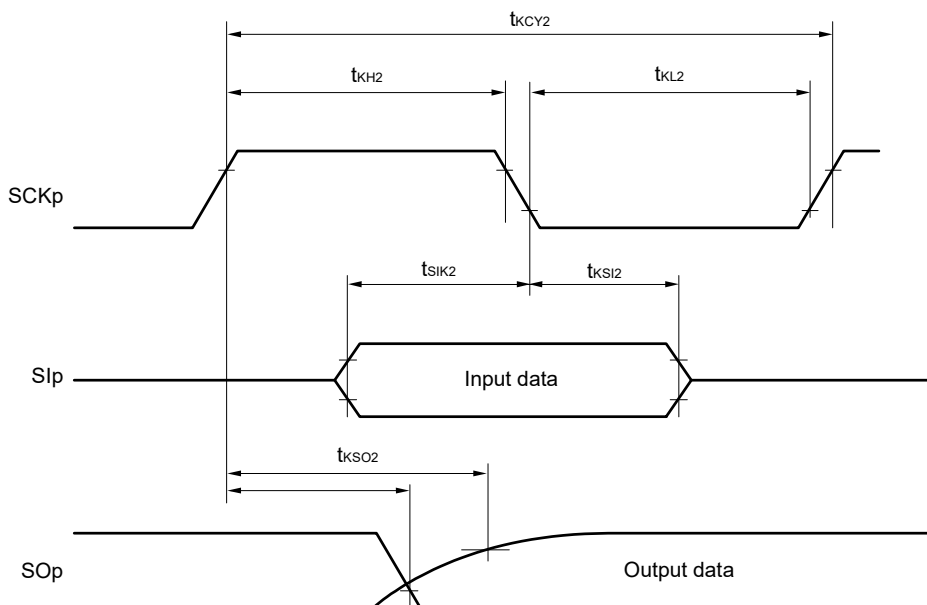 tKCY2
tKH2
tKL2
SCKp
tSIK2
tKSI2
SIp
Input data
tKSO2
SOp
Output data